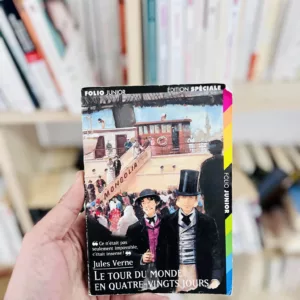 FOLIO JUNIOR
ÉDITION SPÉCIALE
MONGOLIA
FOLIO JUNIOR
❝ Ce n'était pas
seulement impossible,
c'était insensé ! ❞
Jules Verne
LE TOUR DU MONDE
EN QUATRE-VINGTS JOURS